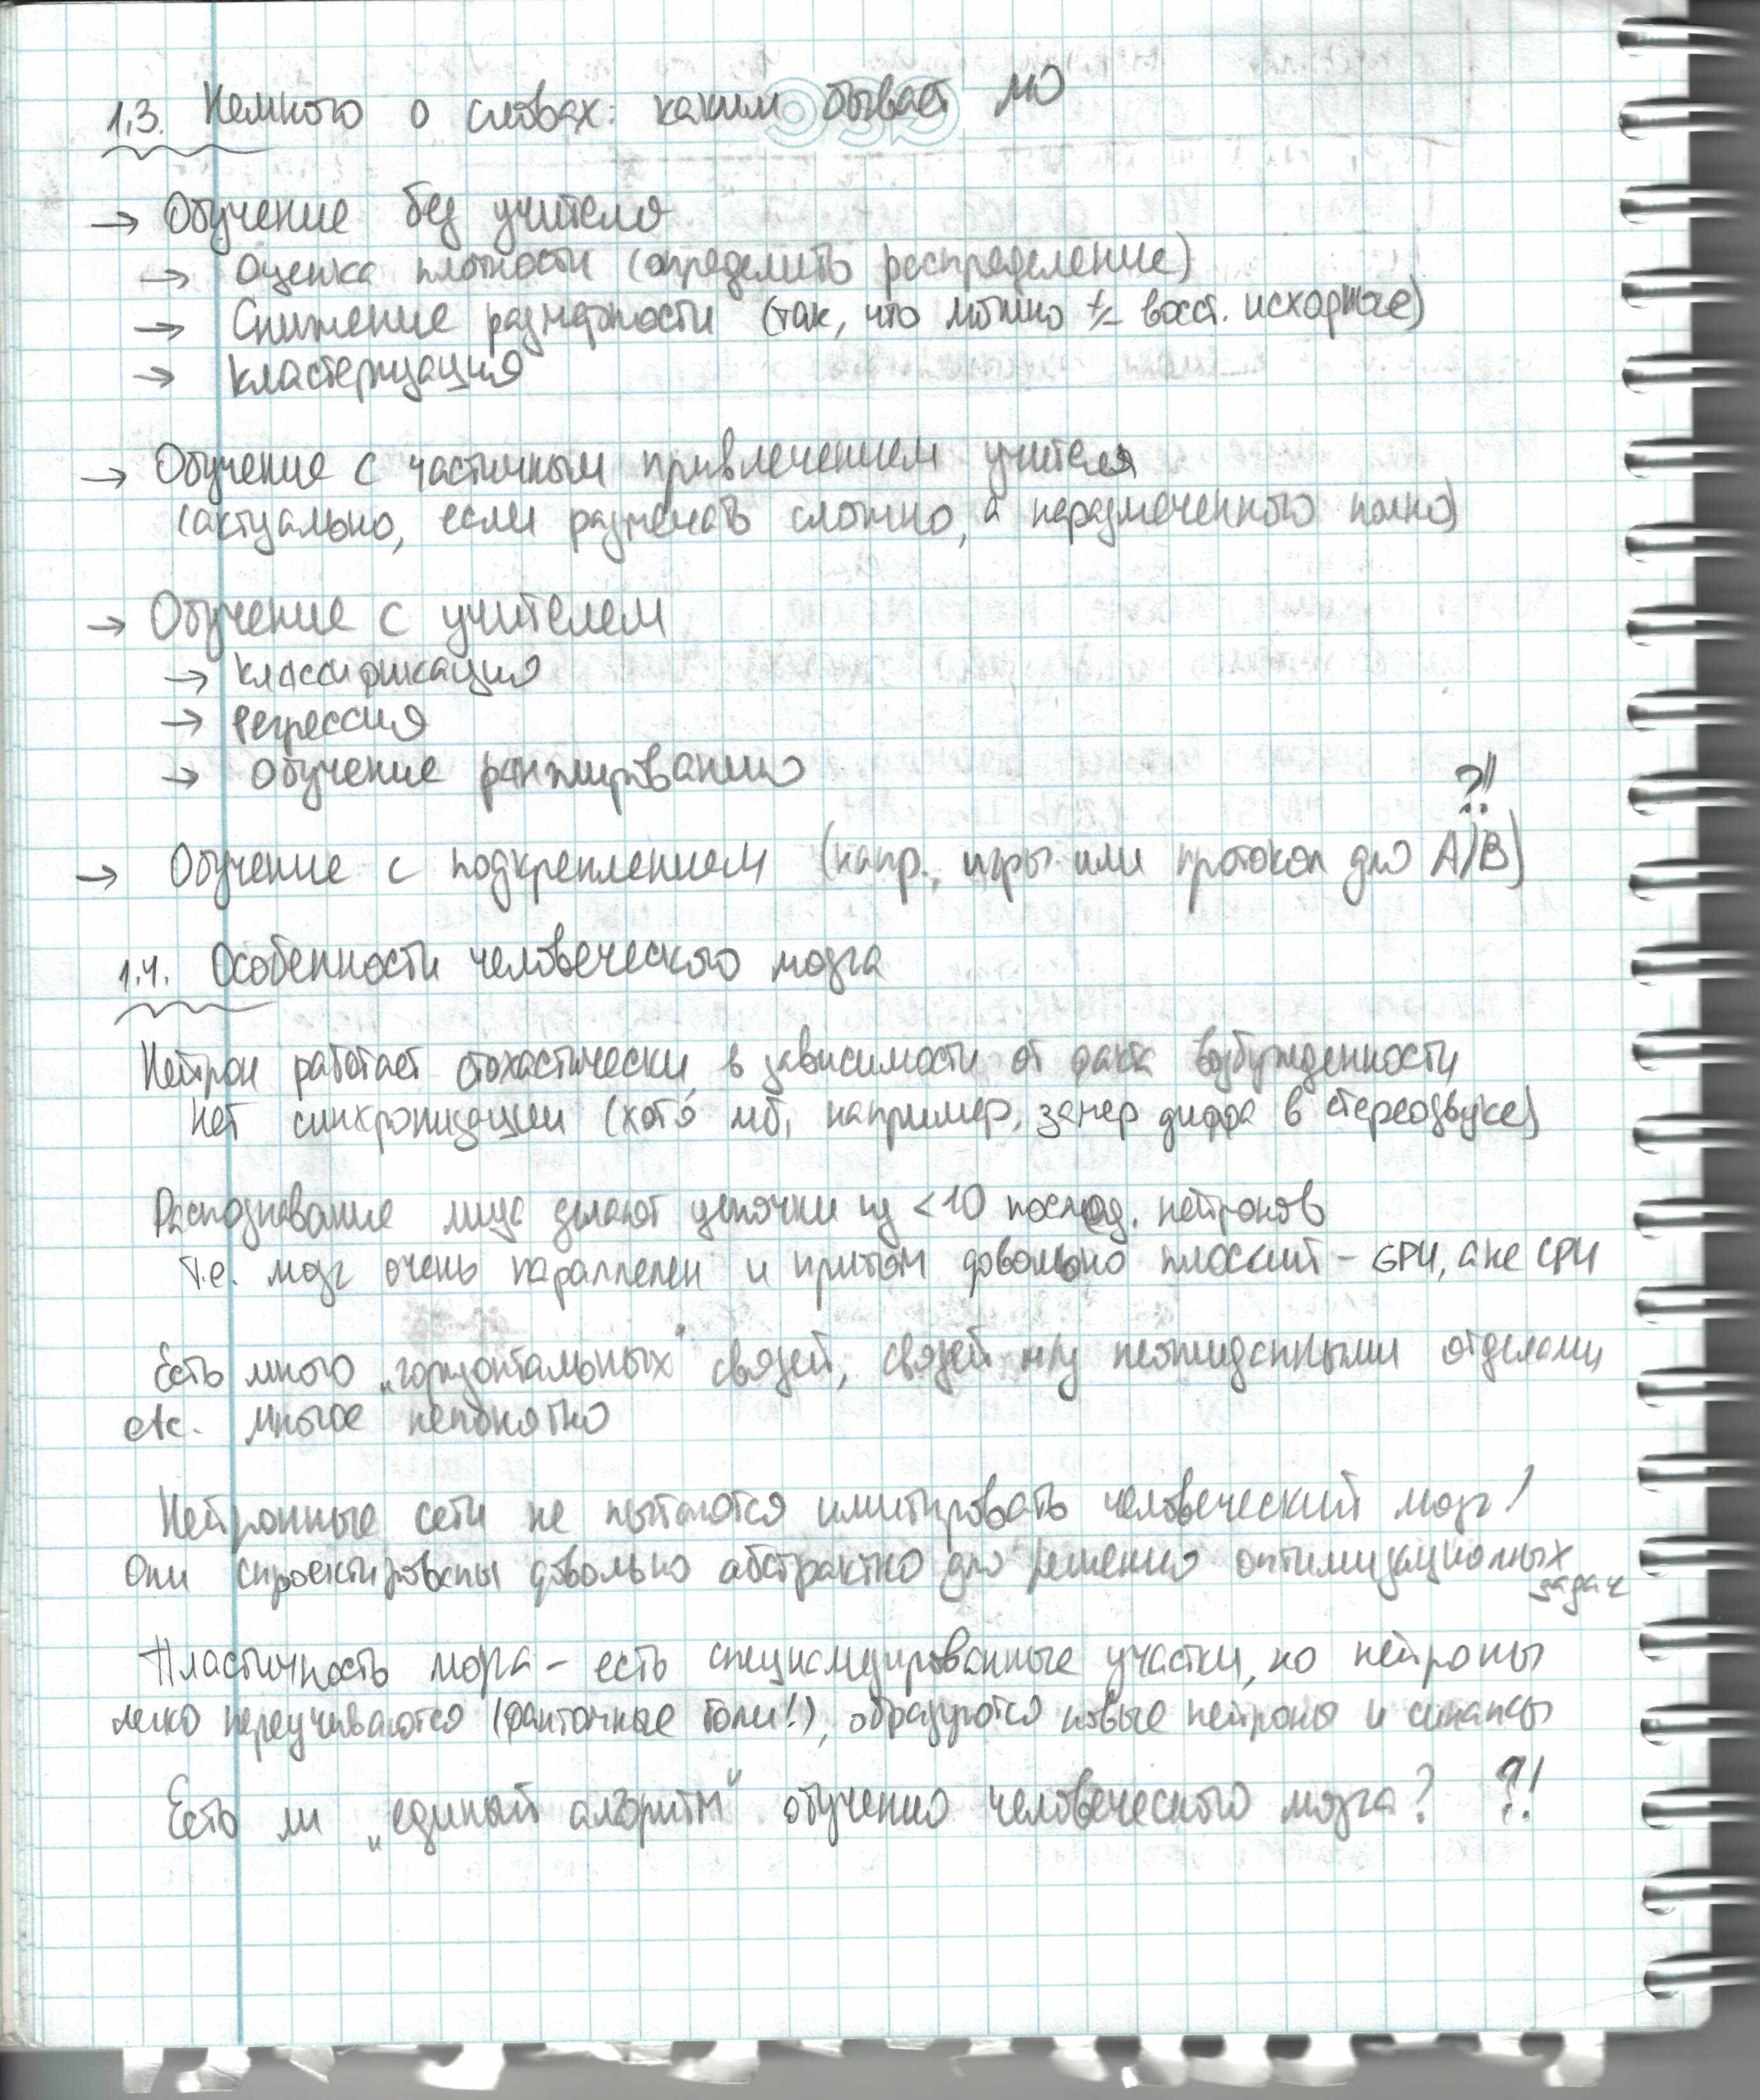 1.3. Немного о словах: каким бывает МО
→ Обучение без учителя
→ Оценка плотности (определить распределение)
→ Снижение размерности (так, что можно +/- восст. исходные)
→ Кластеризация
→ Обучение с частичным привлечением учителя
(актуально, если размечать сложно, а неразмеченного полно)
→ Обучение с учителем
→ Классификация
→ Регрессия
→ Обучение ранжированию
?!!
→ Обучение с подкреплением (напр., игры или протокол для A/B)
1.4. Особенности человеческого мозга
Нейрон работает стохастически, в зависимости от факта возбужденности
Нет синхронизации (хотя мб, например, замер диффа в стереозвуке)
Распознавание лица делают цепочки из <10 послед. нейронов
т.е. мозг очень параллелен и притом довольно плоский – GPU, а не CPU
Есть много „горизонтальных“ связей, связей м/у неожиданными отделами
etc. Многое непонятно
Нейронные сети не пытаются имитировать человеческий мозг!
Они спроектированы довольно абстрактно для решения оптимизационных
задач
Пластичность мозга – есть специализированные участки, но нейроны
легко переучиваются (фантомные боли!), образуются новые нейроны и синапсы
Есть ли „единый алгоритм“ обучения человеческого мозга? ?!